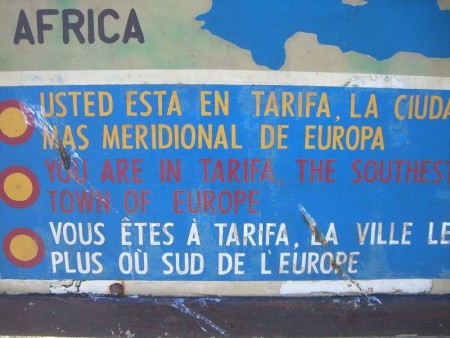 AFRICA
USTED ESTA EN TARIFA, LA CIUDA
MAS MERIDIONAL DE EUROPA
YOU ARE IN TARIFA, THE SOUTHEST
TOWN OF EUROPE
VOUS ÊTES À TARIFA, LA VILLE LE
PLUS OÙ SUD DE L'EUROPE